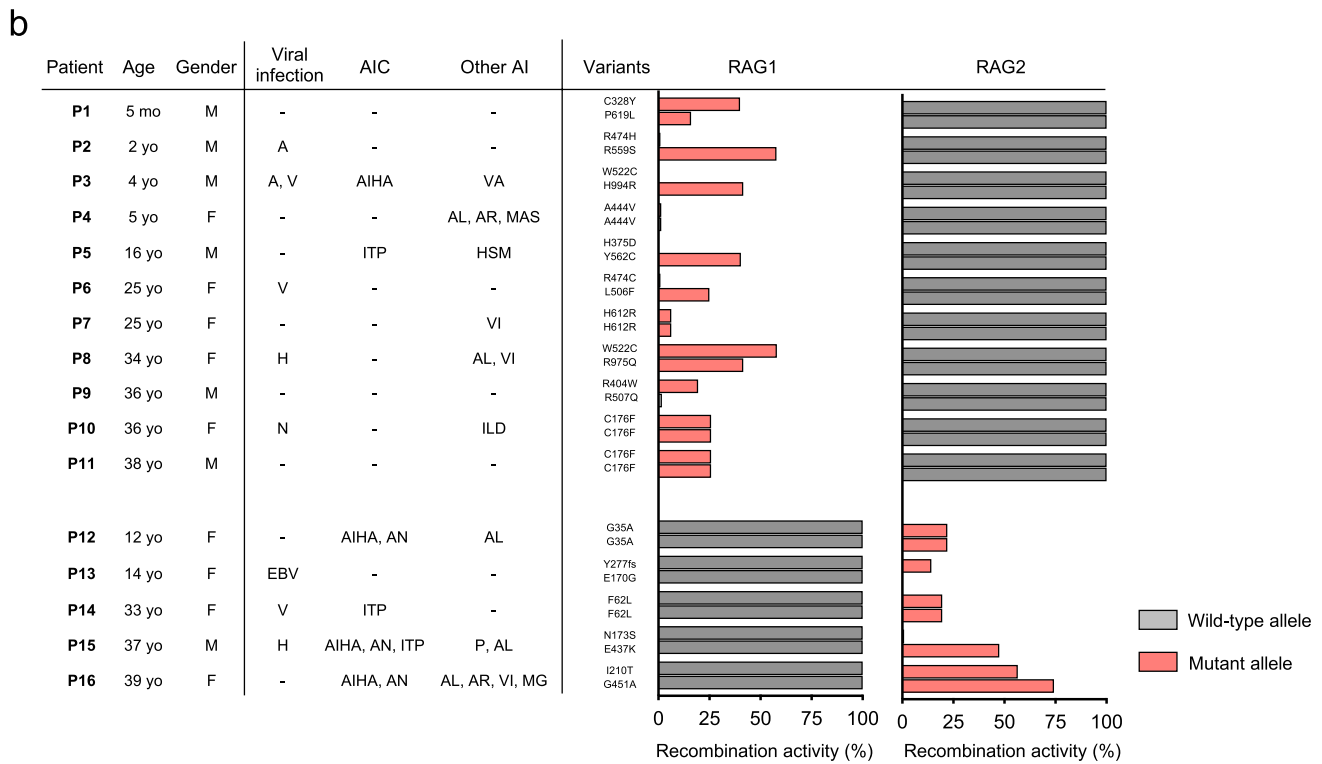 b
Patient Age Gender Viral infection AIC Other AI Variants RAG1 RAG2
P1 5 mo M - - - C328Y P619L
P2 2 yo M A - - R474H R559S
P3 4 yo M A, V AIHA VA W522C H994R
P4 5 yo F - - AL, AR, MAS A444V A444V
P5 16 yo M - ITP HSM H375D Y562C
P6 25 yo F V - - R474C L506F
P7 25 yo F - - VI H612R H612R
P8 34 yo F H - AL, VI W522C R975Q
P9 36 yo M - - - R404W R507Q
P10 36 yo F N - ILD C176F C176F
P11 38 yo M - - - C176F C176F
P12 12 yo F - AIHA, AN AL G35A G35A
P13 14 yo F EBV - - Y277fs E170G
P14 33 yo F V ITP - F62L F62L
P15 37 yo M H AIHA, AN, ITP P, AL N173S E437K
P16 39 yo F - AIHA, AN AL, AR, VI, MG I210T G451A
Wild-type allele
Mutant allele
0 25 50 75 100 0 25 50 75 100
Recombination activity (%) Recombination activity (%)